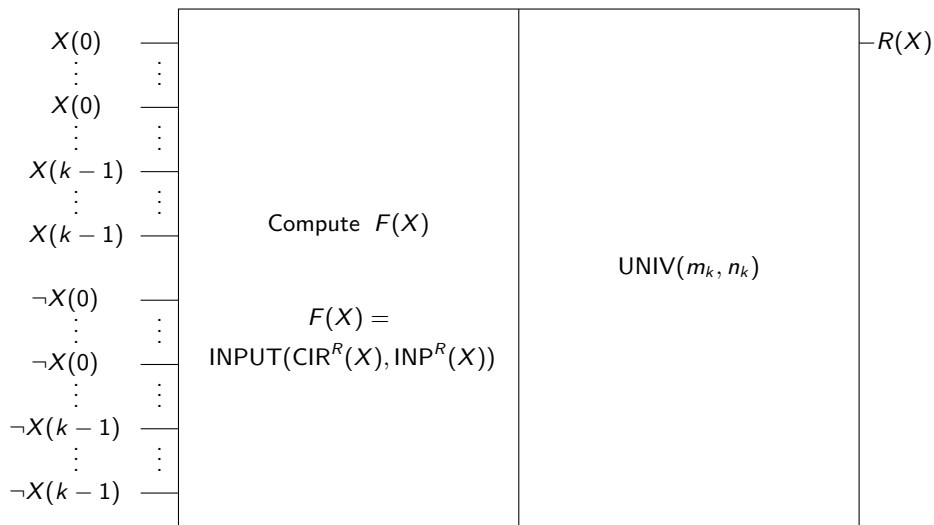 X(0)
⋮ ⋮
X(0)
⋮ ⋮
X(k − 1)
⋮ ⋮
X(k − 1)
¬X(0)
⋮ ⋮
¬X(0)
⋮ ⋮
¬X(k − 1)
⋮ ⋮
¬X(k − 1)
Compute F(X)
F(X) =
INPUT(CIR^R(X), INP^R(X))
UNIV(m_k, n_k)
R(X)